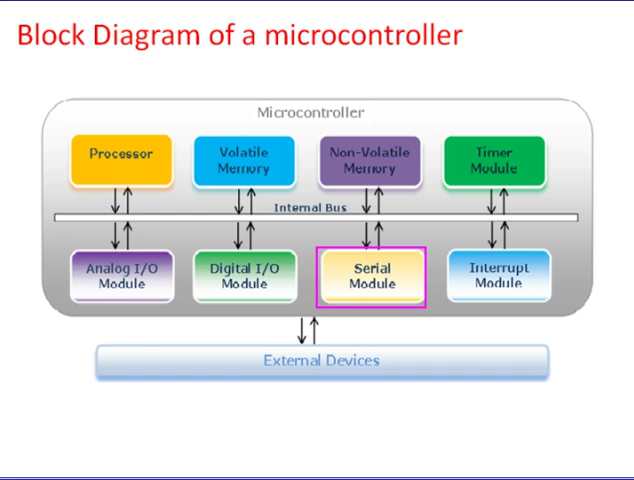 Block Diagram of a microcontroller
Microcontroller
Processor
Volatile
Memory
Non-Volatile
Memory
Timer
Module
Internal Bus
Analog I/O
Module
Digital I/O
Module
Serial
Module
Interrupt
Module
External Devices